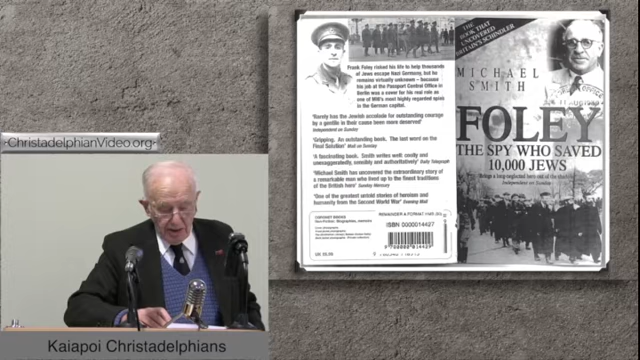 ChristadelphianVideo.org
Kaiapoi Christadelphians
Frank Foley risked his life to help thousands
of Jews escape Nazi Germany, but he
remains virtually unknown – because
his job at the Passport Control Office in
Berlin was a cover for his real role as
one of MI6's most highly regarded spies
in the German capital.
'Rarely has the Jewish accolade for outstanding courage
by a gentile in their cause been more deserved'
Independent on Sunday
'Gripping. An outstanding book. The last word on the
Final Solution' Mail on Sunday
'A fascinating book. Smith writes well: coolly and
unexaggeratedly, sensibly and authoritatively' Daily Telegraph
'Michael Smith has uncovered the extraordinary story of
a remarkable man who lived up to the finest traditions
of the British hero' Sunday Mercury
'One of the greatest untold stories of heroism and
humanity from the Second World War' Evening Mail
CORONET BOOKS
ISBN 0000014427
THE
BOOK THAT
UNCOVERED
BRITAIN'S SCHINDLER
MICHAEL
SMITH
FOLEY
THE SPY WHO SAVED
10,000 JEWS
Independent on Sunday